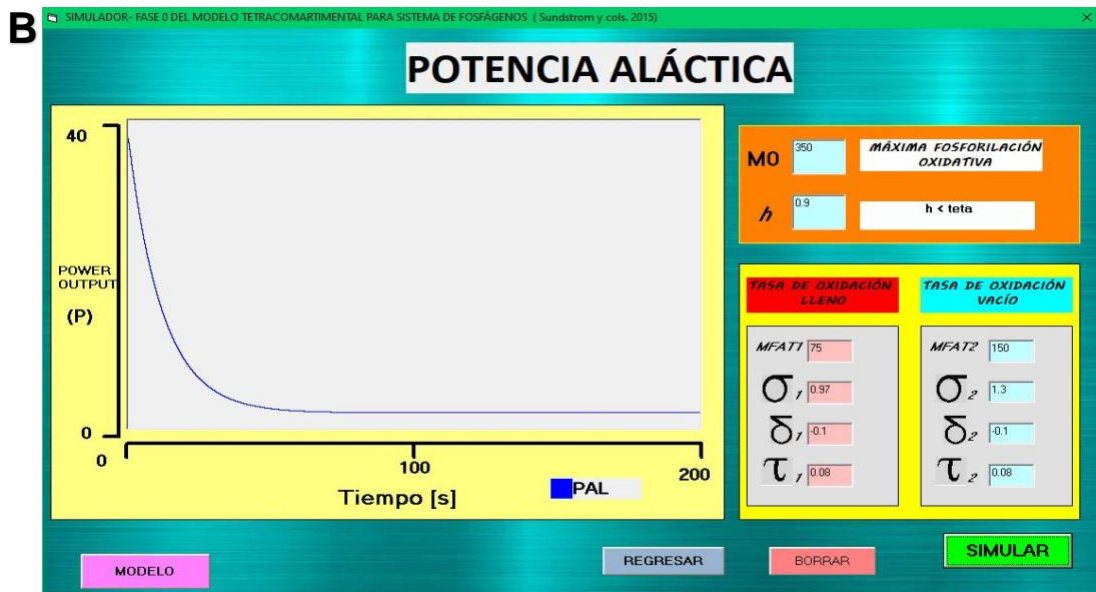 B
SIMULADOR- FASE 0 DEL MODELO TETRACOMARTIMENTAL PARA SISTEMA DE FOSFÁGENOS ( Sundstrom y cols. 2015)
POTENCIA ALÁCTICA
40
POWER
OUTPUT
(P)
0
0
100
200
Tiempo [s]
PAL
M0
350
MÁXIMA FOSFORILACIÓN
OXIDATIVA
h
0.9
h < teta
TASA DE OXIDACIÓN
LLENO
MFAT1 75
σ1 0.97
δ1 -0.1
τ1 0.08
TASA DE OXIDACIÓN
VACÍO
MFAT2 150
σ2 1.3
δ2 -0.1
τ2 0.08
MODELO
REGRESAR
BORRAR
SIMULAR